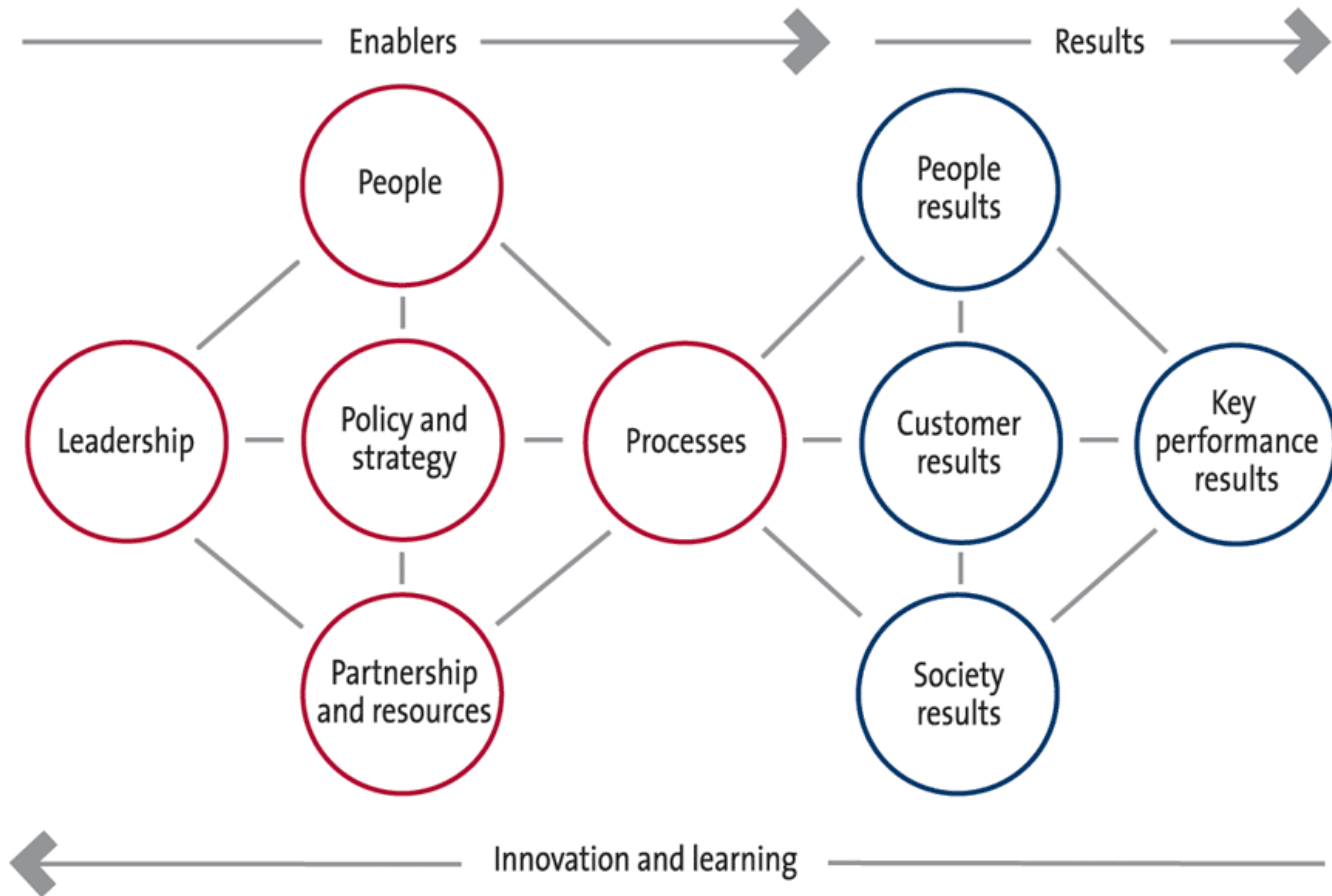 Enablers
Results
People
People
results
Leadership
Policy and
strategy
Processes
Customer
results
Key
performance
results
Partnership
and resources
Society
results
Innovation and learning